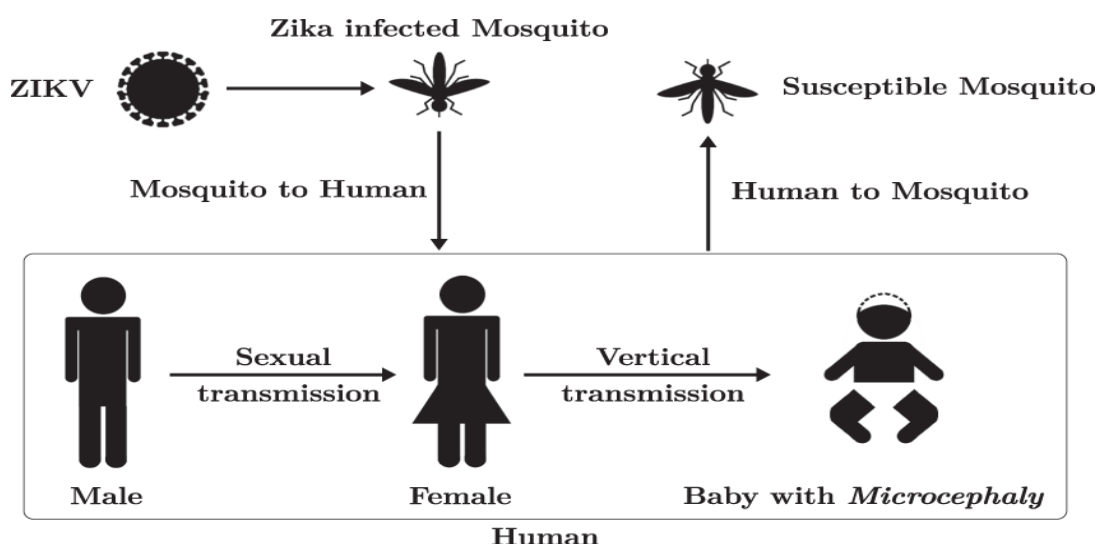 Zika infected Mosquito
ZIKV
Susceptible Mosquito
Mosquito to Human
Human to Mosquito
Sexual
transmission
Vertical
transmission
Male
Female
Baby with Microcephaly
Human